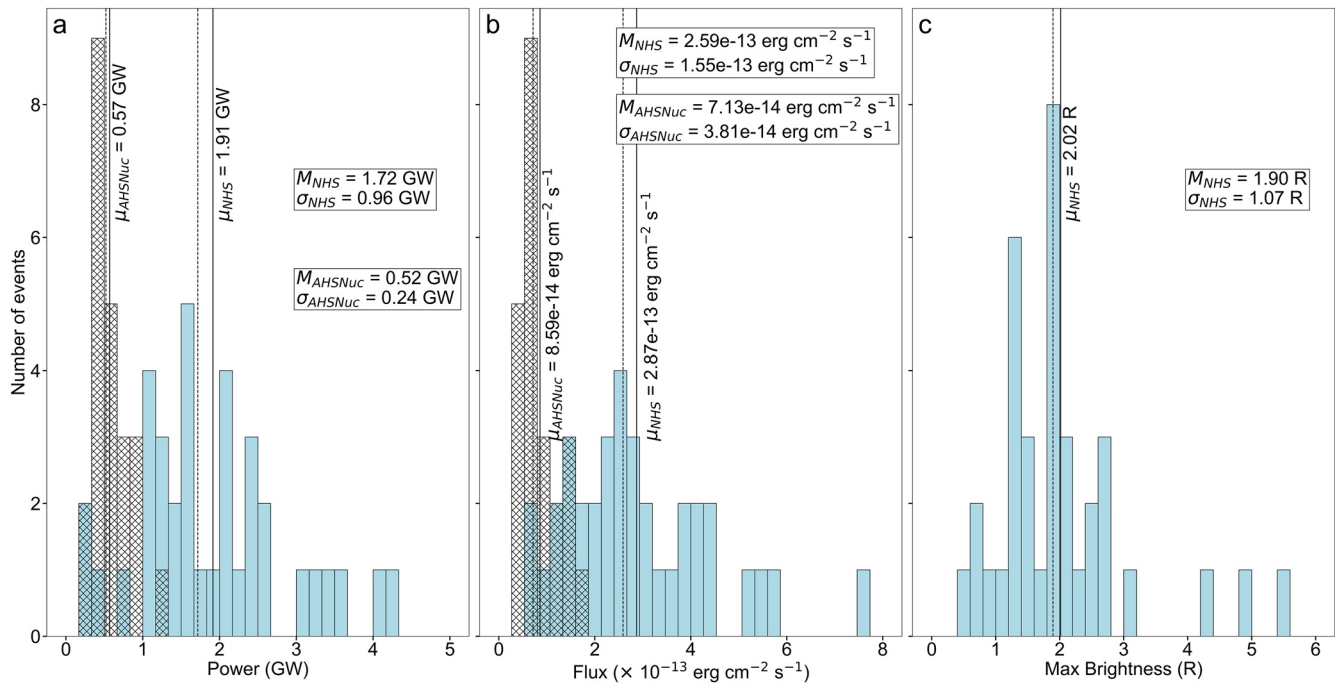 a
μAHSNuc = 0.57 GW
μNHS = 1.91 GW
MNHS = 1.72 GW
σNHS = 0.96 GW
MAHSNuc = 0.52 GW
σAHSNuc = 0.24 GW
Number of events
0
2
4
6
8
0 1 2 3 4 5
Power (GW)
b
MNHS = 2.59e-13 erg cm⁻² s⁻¹
σNHS = 1.55e-13 erg cm⁻² s⁻¹
MAHSNuc = 7.13e-14 erg cm⁻² s⁻¹
σAHSNuc = 3.81e-14 erg cm⁻² s⁻¹
μAHSNuc = 8.59e-14 erg cm⁻² s⁻¹
μNHS = 2.87e-13 erg cm⁻² s⁻¹
0 2 4 6 8
Flux (× 10⁻¹³ erg cm⁻² s⁻¹)
c
μNHS = 2.02 R
MNHS = 1.90 R
σNHS = 1.07 R
0 1 2 3 4 5 6
Max Brightness (R)